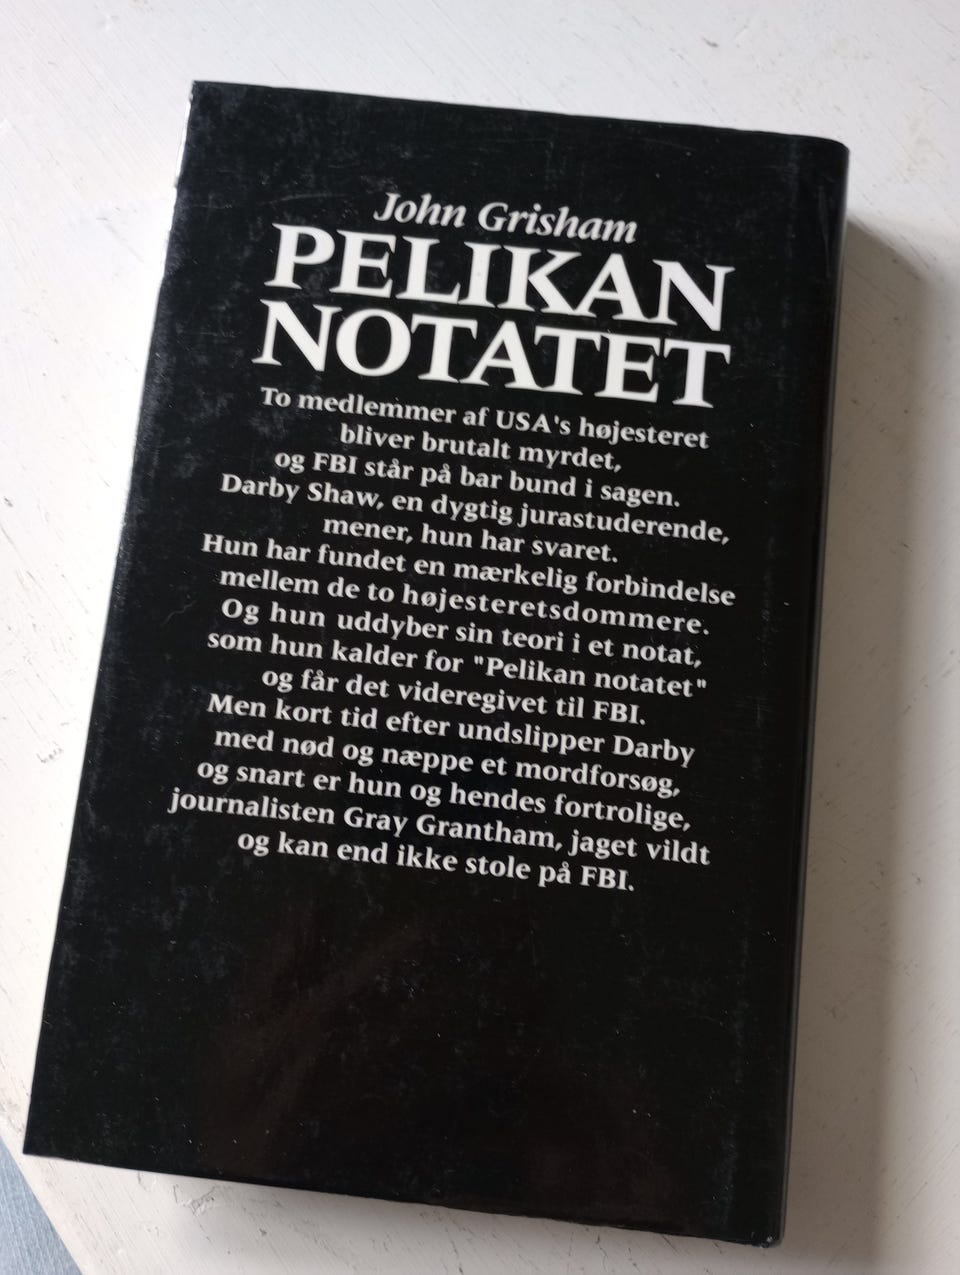 John Grisham
PELIKAN
NOTATET
To medlemmer af USA's højesteret
bliver brutalt myrdet,
og FBI står på bar bund i sagen.
Darby Shaw, en dygtig jurastuderende,
mener, hun har svaret.
Hun har fundet en mærkelig forbindelse
mellem de to højesteretsdommere.
Og hun uddyber sin teori i et notat,
som hun kalder for "Pelikan notatet"
og får det videregivet til FBI.
Men kort tid efter undslipper Darby
med nød og næppe et mordforsøg,
og snart er hun og hendes fortrolige,
journalisten Gray Grantham, jaget vildt
og kan end ikke stole på FBI.